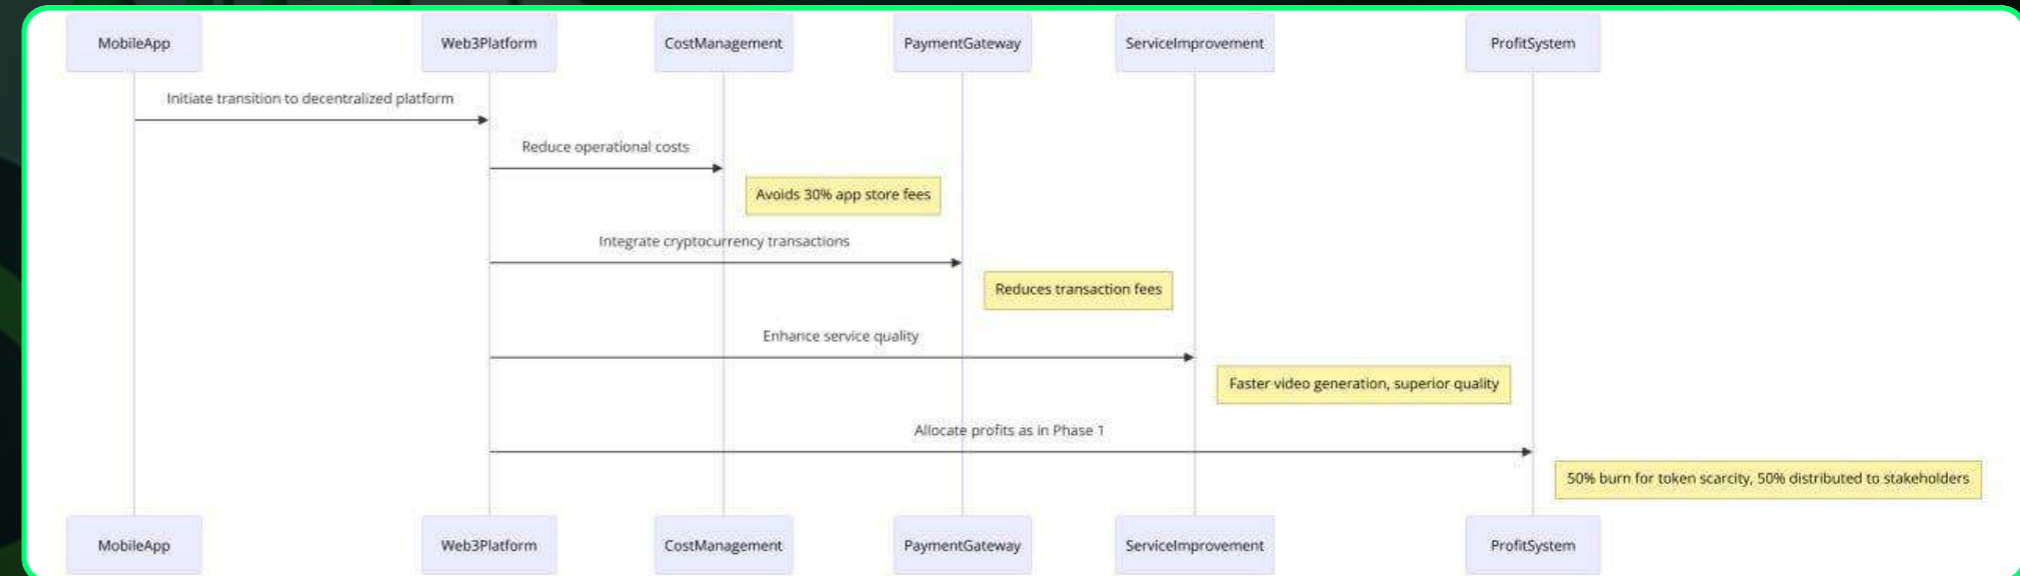 MobileApp
Web3Platform
CostManagement
PaymentGateway
ServiceImprovement
ProfitSystem
Initiate transition to decentralized platform
Reduce operational costs
Avoids 30% app store fees
Integrate cryptocurrency transactions
Reduces transaction fees
Enhance service quality
Faster video generation, superior quality
Allocate profits as in Phase 1
50% burn for token scarcity, 50% distributed to stakeholders
MobileApp
Web3Platform
CostManagement
PaymentGateway
ServiceImprovement
ProfitSystem